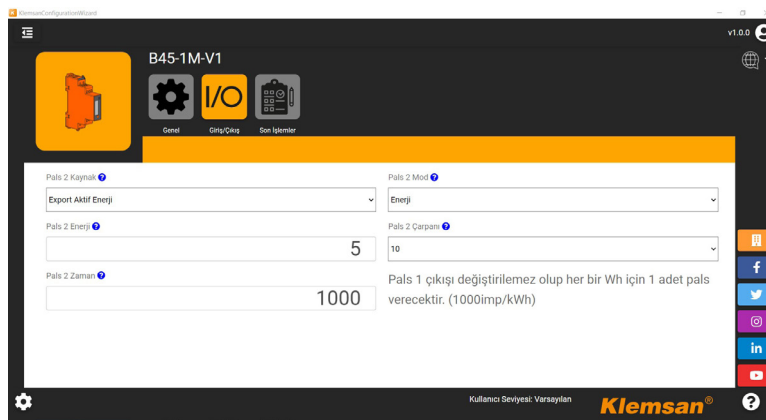 KlemsanConfigurationWizard
v1.0.0
B45-1M-V1
I/O
Genel
Giriş/Çıkış
Son İşlemler
Pals 2 Kaynak
Pals 2 Mod
Export Aktif Enerji
Enerji
Pals 2 Enerji
Pals 2 Çarpanı
5
10
Pals 2 Zaman
Pals 1 çıkışı değiştirilemez olup her bir Wh için 1 adet pals
1000
verecektir. (1000imp/kWh)
in
Kullanıcı Seviyesi: Varsayılan
Klemsan®